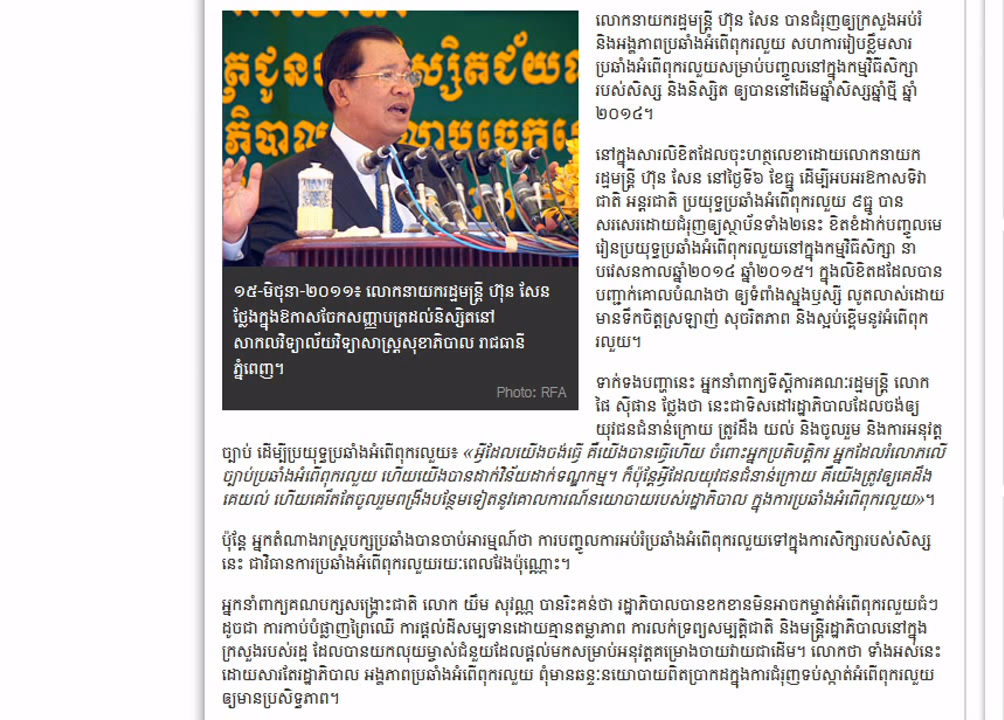 ត្រជូន
ស្សិតជ័យ
ភិបាល
លោកនាយករដ្ឋមន្ត្រី ហ៊ុន សែន បានជំរុញឲ្យក្រសួងអប់រំ
និងអង្គភាពប្រឆាំងអំពើពុករលួយ សហការរៀបខ្លឹមសារ
ប្រឆាំងអំពើពុករលួយសម្រាប់បញ្ចូលនៅក្នុងកម្មវិធីសិក្សា
របស់សិស្ស និងនិស្សិត ឲ្យបាននៅដើមឆ្នាំសិស្សឆ្នាំថ្មី ឆ្នាំ
២០១៤។
នៅក្នុងសារលិខិតដែលចុះហត្ថលេខាដោយលោកនាយក
រដ្ឋមន្ត្រី ហ៊ុន សែន នៅថ្ងៃទី៦ ខែធ្នូ ដើម្បីអបអរឱកាសទិវា
ជាតិ អន្តរជាតិ ប្រយុទ្ធប្រឆាំងអំពើពុករលួយ ៩ធ្នូ បាន
សរសេរដោយជំរុញឲ្យស្ថាប័នទាំង២នេះ ខិតខំដាក់បញ្ចូលមេ
រៀនប្រយុទ្ធប្រឆាំងអំពើពុករលួយនៅក្នុងកម្មវិធីសិក្សា នា
បវេសនកាលឆ្នាំ២០១៤ ឆ្នាំ២០១៥។ ក្នុងលិខិតដដែលបាន
បញ្ជាក់គោលបំណងថា ឲ្យទំពាំងស្នងឫស្សី លូតលាស់ដោយ
មានទឹកចិត្តស្រឡាញ់ សុចរិតភាព និងស្អប់ខ្ពើមនូវអំពើពុក
រលួយ។
១៥-មិថុនា-២០១១៖ លោកនាយករដ្ឋមន្ត្រី ហ៊ុន សែន
ថ្លែងក្នុងឱកាសចែកសញ្ញាបត្រដល់និស្សិតនៅ
សាកលវិទ្យាល័យវិទ្យាសាស្ត្រសុខាភិបាល រាជធានី
ភ្នំពេញ។
Photo: RFA
ទាក់ទងបញ្ហានេះ អ្នកនាំពាក្យទីស្ដីការគណៈរដ្ឋមន្ត្រី លោក
ផៃ ស៊ីផាន ថ្លែងថា នេះជាទិសដៅរដ្ឋាភិបាលដែលចង់ឲ្យ
យុវជនជំនាន់ក្រោយ ត្រូវដឹង យល់ និងចូលរួម និងការអនុវត្ត
ច្បាប់ ដើម្បីប្រយុទ្ធប្រឆាំងអំពើពុករលួយ៖ «អ្វីដែលយើងចង់ធ្វើ គឺយើងបានធ្វើហើយ ចំពោះអ្នកប្រតិបត្តិករ អ្នកដែលរំលោភលើ
ច្បាប់ប្រឆាំងអំពើពុករលួយ ហើយយើងបានដាក់វិន័យដាក់ទណ្ឌកម្ម។ ក៏ប៉ុន្តែអ្វីដែលយុវជនជំនាន់ក្រោយ គឺយើងត្រូវឲ្យគេដឹង
គេយល់ ហើយគេរឹតតែចូលរួមពង្រឹងបន្ថែមទៀតនូវគោលការណ៍នយោបាយរបស់រដ្ឋាភិបាល ក្នុងការប្រឆាំងអំពើពុករលួយ»។
ប៉ុន្តែ អ្នកតំណាងរាស្ត្របក្សប្រឆាំងបានចាប់អារម្មណ៍ថា ការបញ្ចូលការអប់រំប្រឆាំងអំពើពុករលួយទៅក្នុងការសិក្សារបស់សិស្ស
នេះ ជាវិធានការប្រឆាំងអំពើពុករលួយរយៈពេលវែងប៉ុណ្ណោះ។
អ្នកនាំពាក្យគណបក្សសង្គ្រោះជាតិ លោក យឹម សុវណ្ណ បានរិះគន់ថា រដ្ឋាភិបាលបានខកខានមិនអាចកម្ចាត់អំពើពុករលួយធំៗ
ដូចជា ការកាប់បំផ្លាញព្រៃឈើ ការផ្ដល់ដីសម្បទានដោយគ្មានតម្លាភាព ការលក់ទ្រព្យសម្បត្តិជាតិ និងមន្ត្រីរដ្ឋាភិបាលនៅក្នុង
ក្រសួងរបស់រដ្ឋ ដែលបានយកលុយម្ចាស់ជំនួយដែលផ្ដល់មកសម្រាប់អនុវត្តគម្រោងចាយវាយជាដើម។ លោកថា ទាំងអស់នេះ
ដោយសារតែរដ្ឋាភិបាល អង្គភាពប្រឆាំងអំពើពុករលួយ ពុំមានឆន្ទៈនយោបាយពិតប្រាកដក្នុងការជំរុញទប់ស្កាត់អំពើពុករលួយ
ឲ្យមានប្រសិទ្ធភាព។